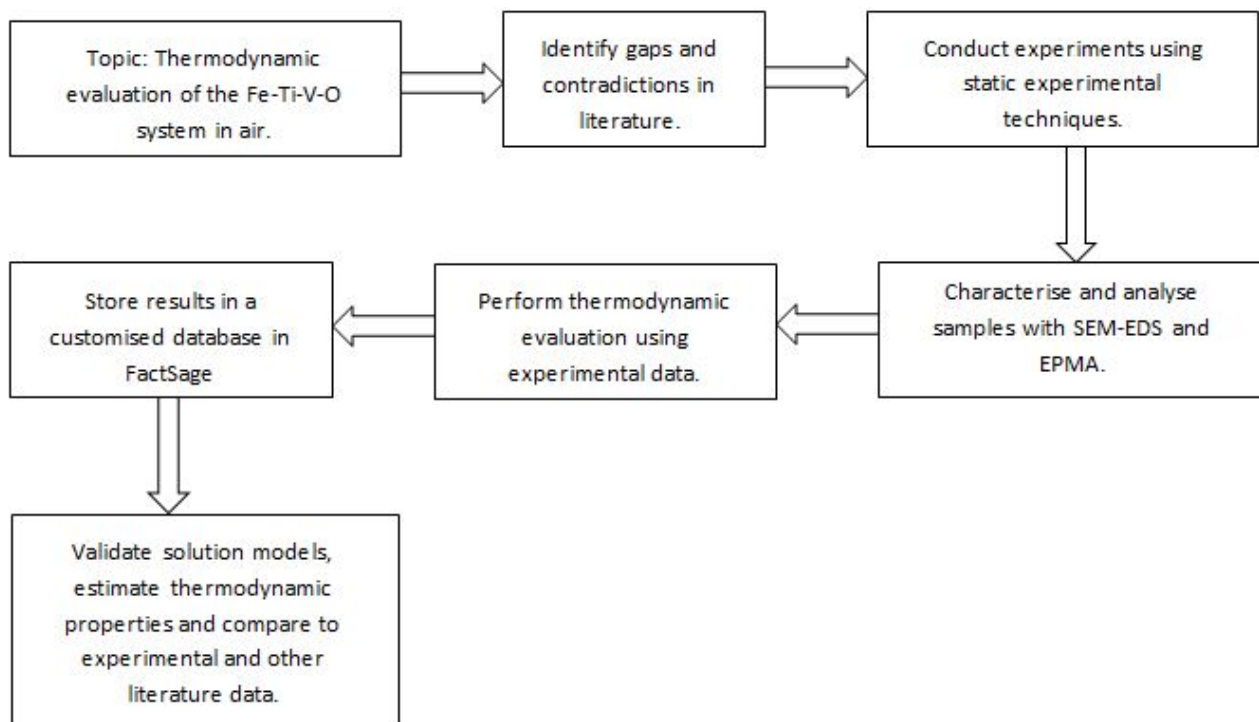 Topic: Thermodynamic
evaluation of the Fe-Ti-V-O
system in air.
Identify gaps and
contradictions in
literature.
Conduct experiments using
static experimental
techniques.
Characterise and analyse
samples with SEM-EDS and
EPMA.
Perform thermodynamic
evaluation using
experimental data.
Store results in a
customised database in
FactSage
Validate solution models,
estimate thermodynamic
properties and compare to
experimental and other
literature data.